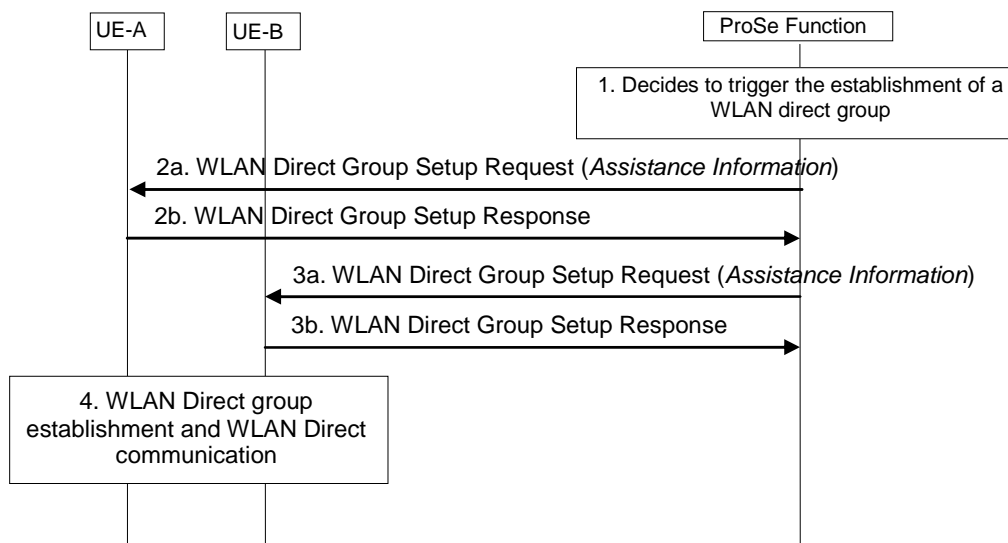 UE-A
UE-B
ProSe Function
1. Decides to trigger the establishment of a
WLAN direct group
2a. WLAN Direct Group Setup Request (Assistance Information)
2b. WLAN Direct Group Setup Response
3a. WLAN Direct Group Setup Request (Assistance Information)
3b. WLAN Direct Group Setup Response
4. WLAN Direct group
establishment and WLAN Direct
communication